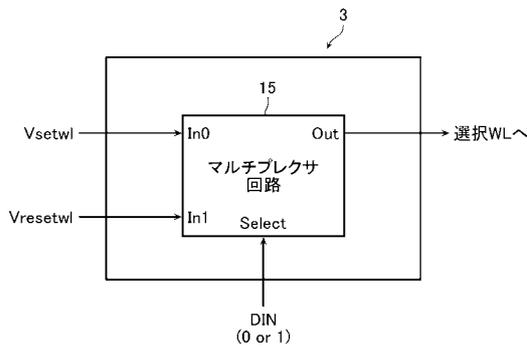 3
15
Vsetwl
In0
Out
選択WLへ
マルチプレクサ
回路
Vresetwl
In1
Select
DIN
(0 or 1)